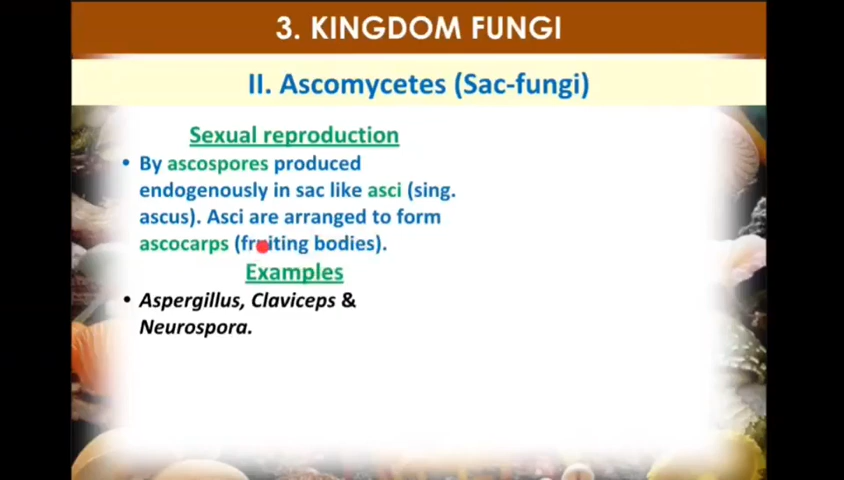 3. KINGDOM FUNGI
II. Ascomycetes (Sac-fungi)
Sexual reproduction
• By ascospores produced
endogenously in sac like asci (sing.
ascus). Asci are arranged to form
ascocarps (fruiting bodies).
Examples
• Aspergillus, Claviceps &
Neurospora.